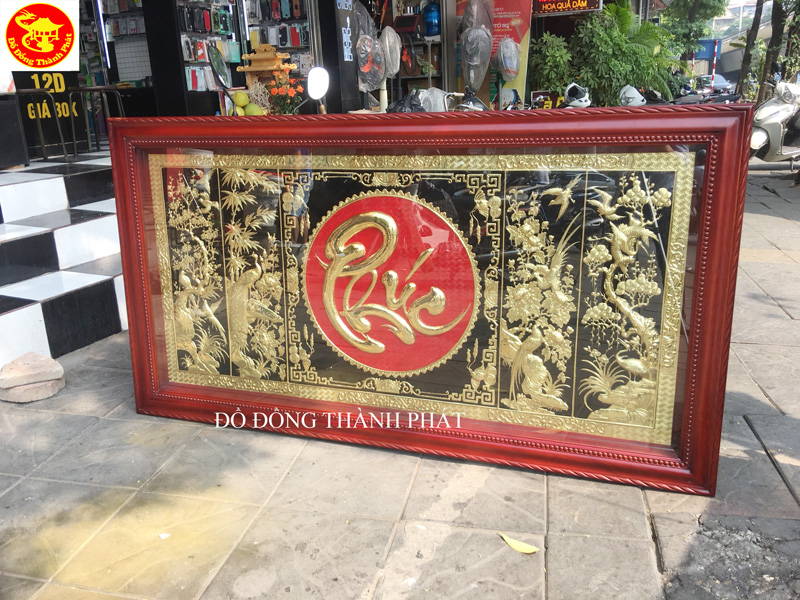 Đồ Đồng Thành Phát
12D
GIÁ 80K
HOA QUẢ DẦM
Phúc
ĐỒ ĐỒNG THÀNH PHÁT